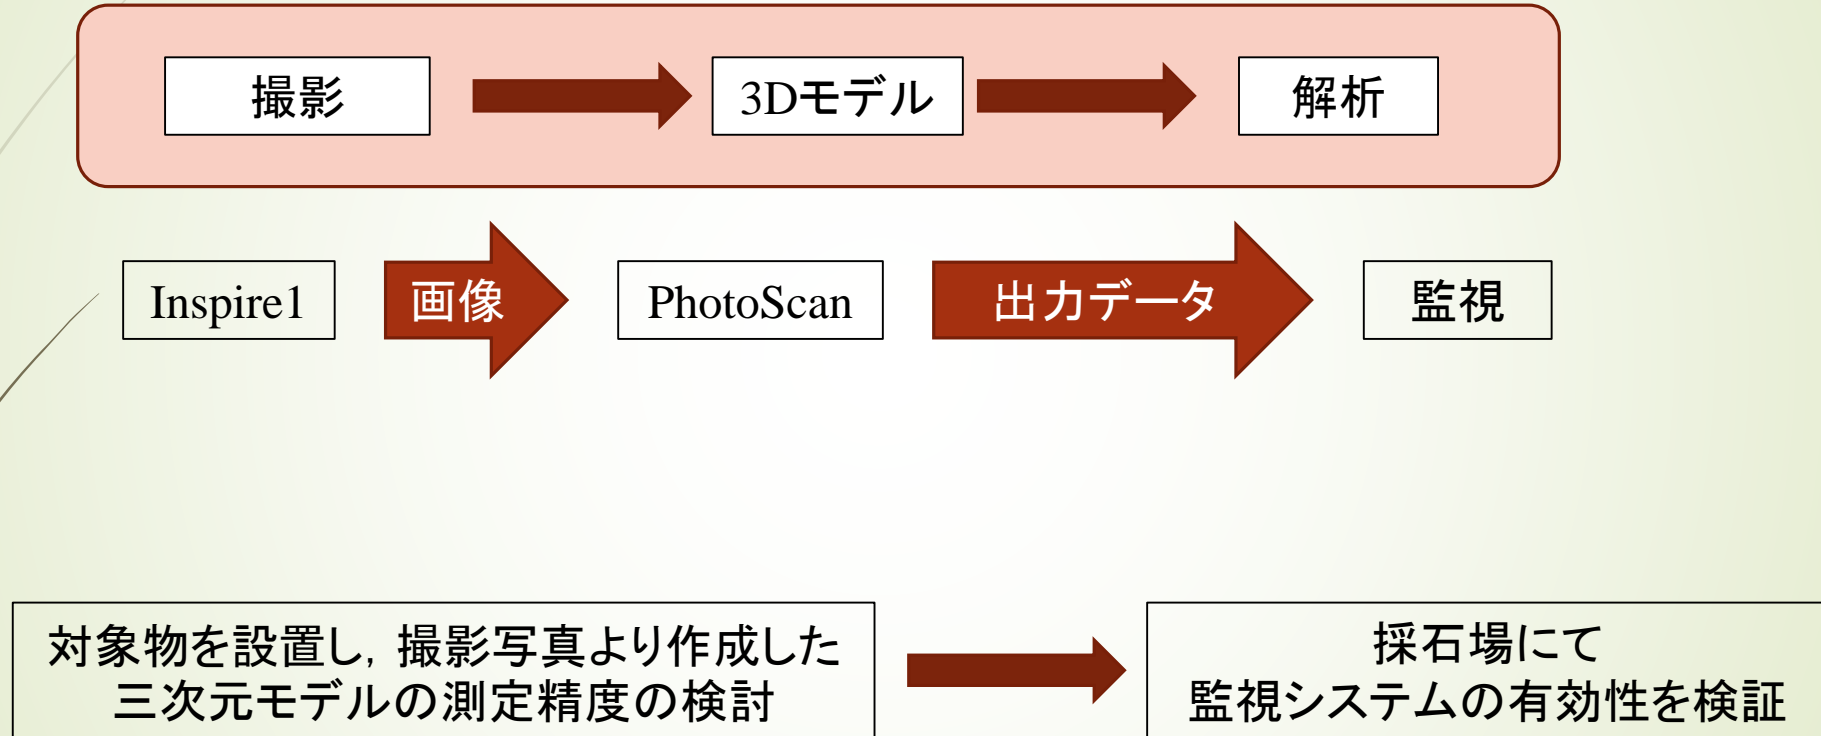 撮影
3Dモデル
解析
Inspire1
画像
PhotoScan
出力データ
監視
対象物を設置し，撮影写真より作成した
三次元モデルの測定精度の検討
採石場にて
監視システムの有効性を検証